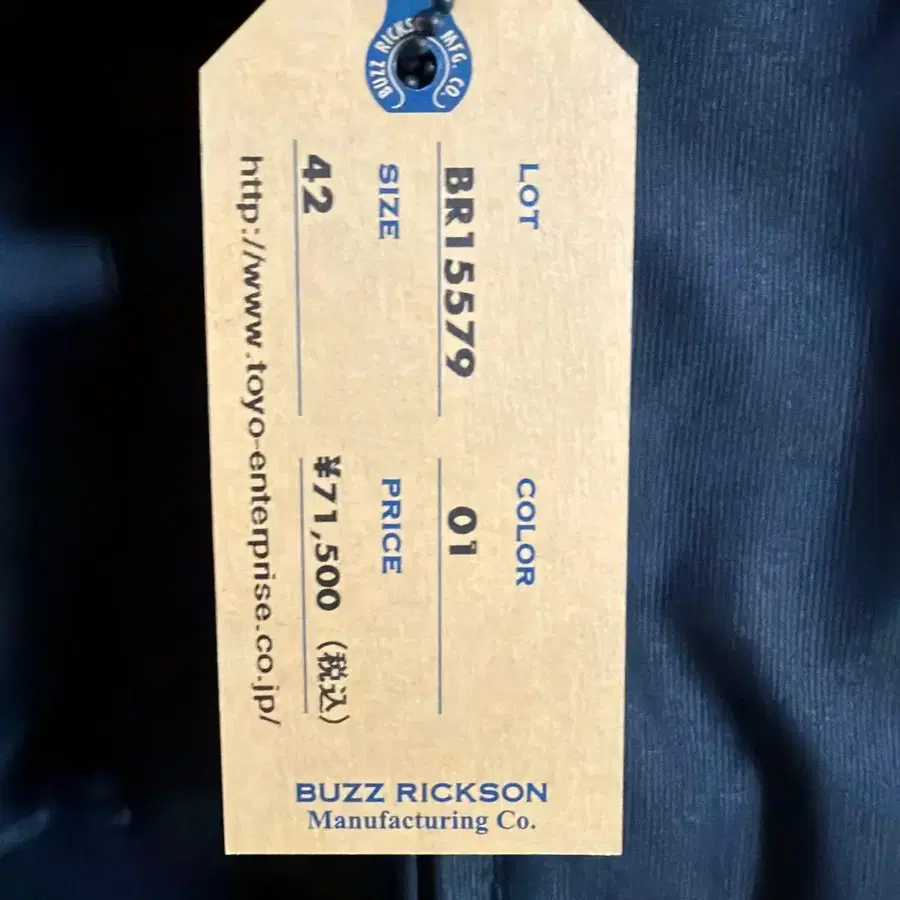 BUZZ RICKSON MFG. CO.
LOT
BR15579
COLOR
01
SIZE
42
PRICE
¥71,500 (税込)
http://www.toyo-enterprise.co.jp/
BUZZ RICKSON
Manufacturing Co.